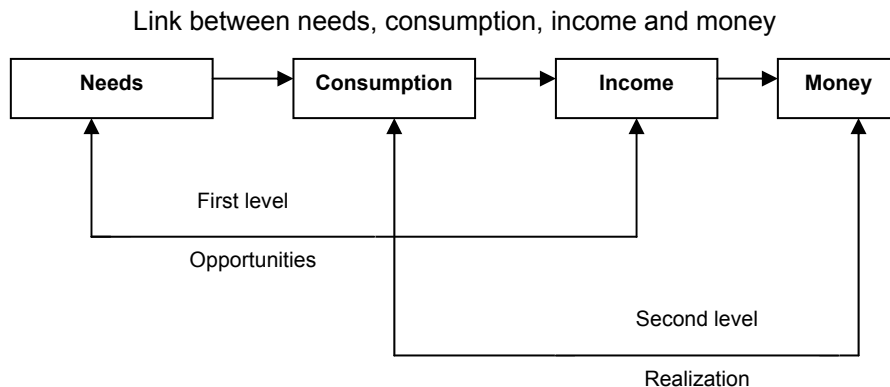 Link between needs, consumption, income and money
Needs
Consumption
Income
Money
First level
Opportunities
Second level
Realization